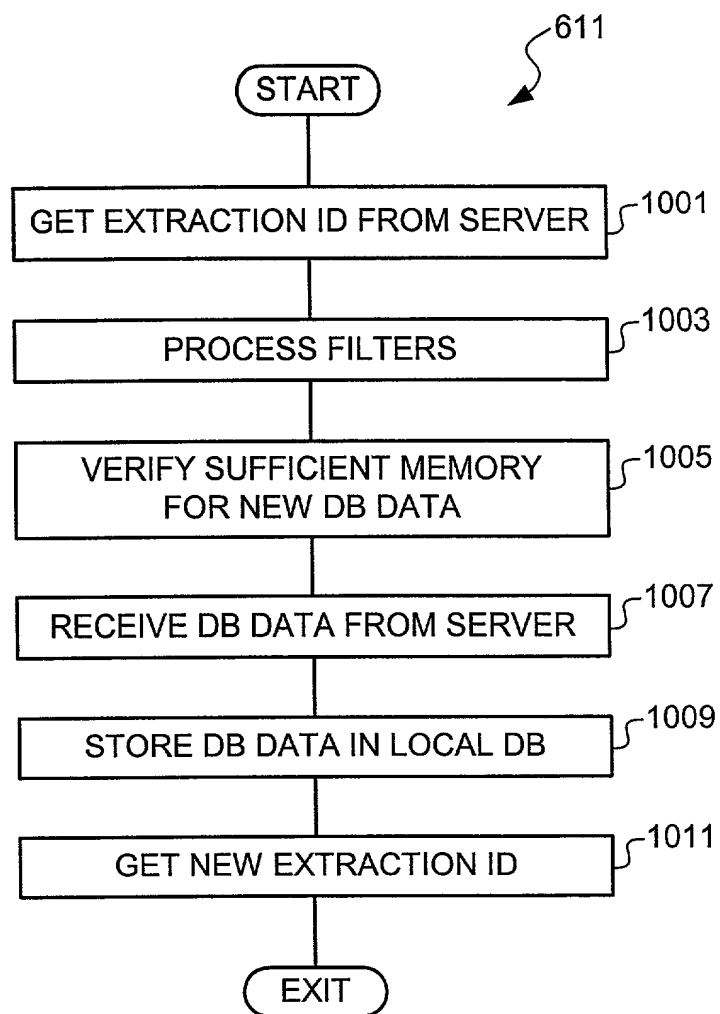 611
START
GET EXTRACTION ID FROM SERVER
1001
PROCESS FILTERS
1003
VERIFY SUFFICIENT MEMORY
FOR NEW DB DATA
1005
RECEIVE DB DATA FROM SERVER
1007
STORE DB DATA IN LOCAL DB
1009
GET NEW EXTRACTION ID
1011
EXIT